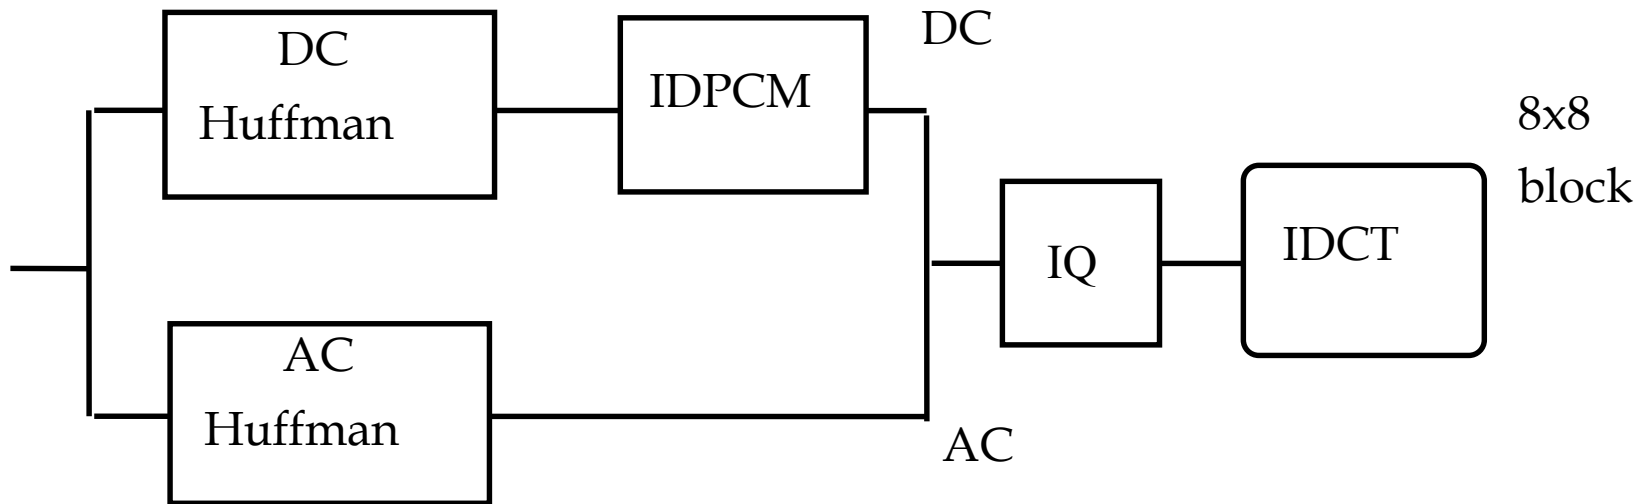 DC
Huffman
IDPCM
DC
8x8
block
IQ
IDCT
AC
Huffman
AC